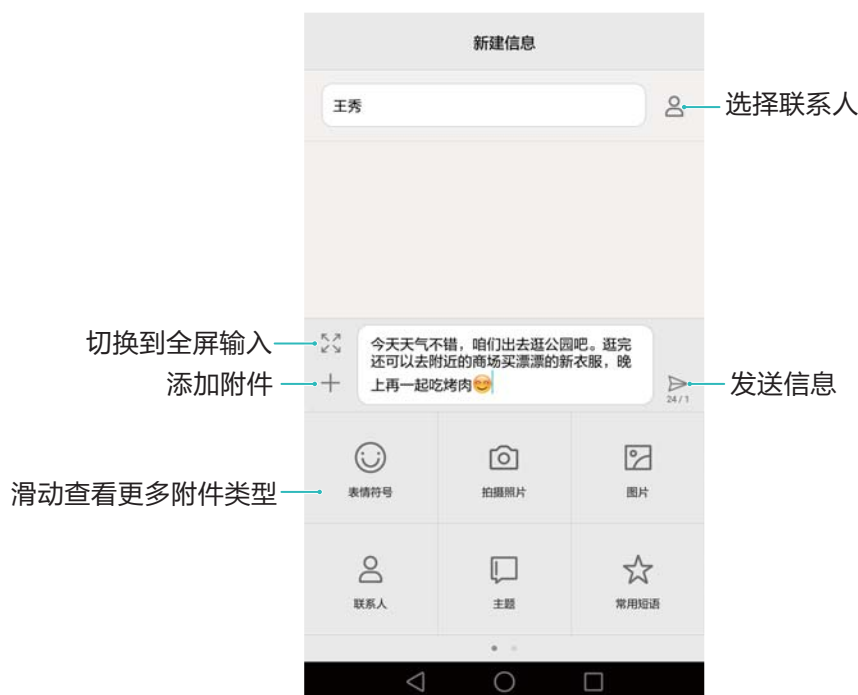 新建信息
王秀
选择联系人
切换到全屏输入
添加附件
今天天气不错，咱们出去逛公园吧。逛完
还可以去附近的商场买漂漂的新衣服，晚
上再一起吃烤肉😊
发送信息
24 / 1
滑动查看更多附件类型
表情符号
拍摄照片
图片
联系人
主题
常用短语